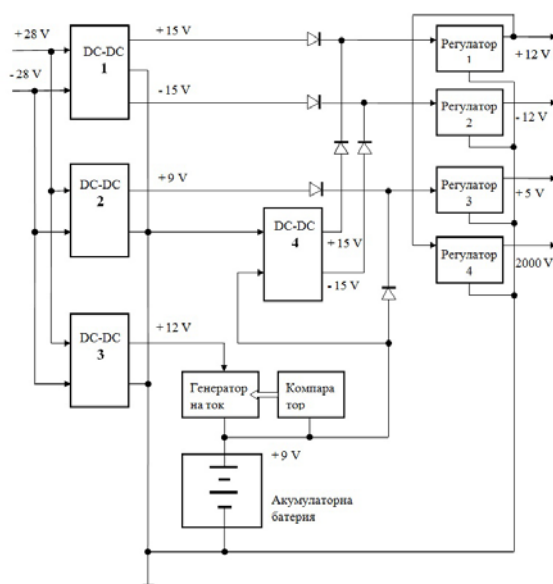 +28 V
-28 V
DC-DC
1
+15 V
-15 V
Регулатор
1
+12 V
Регулатор
2
-12 V
DC-DC
2
+9 V
Регулатор
3
+5 V
DC-DC
4
+15 V
-15 V
Регулатор
4
2000 V
DC-DC
3
+12 V
Генератор
на ток
Компара
тор
+9 V
Акумулаторна
батерия